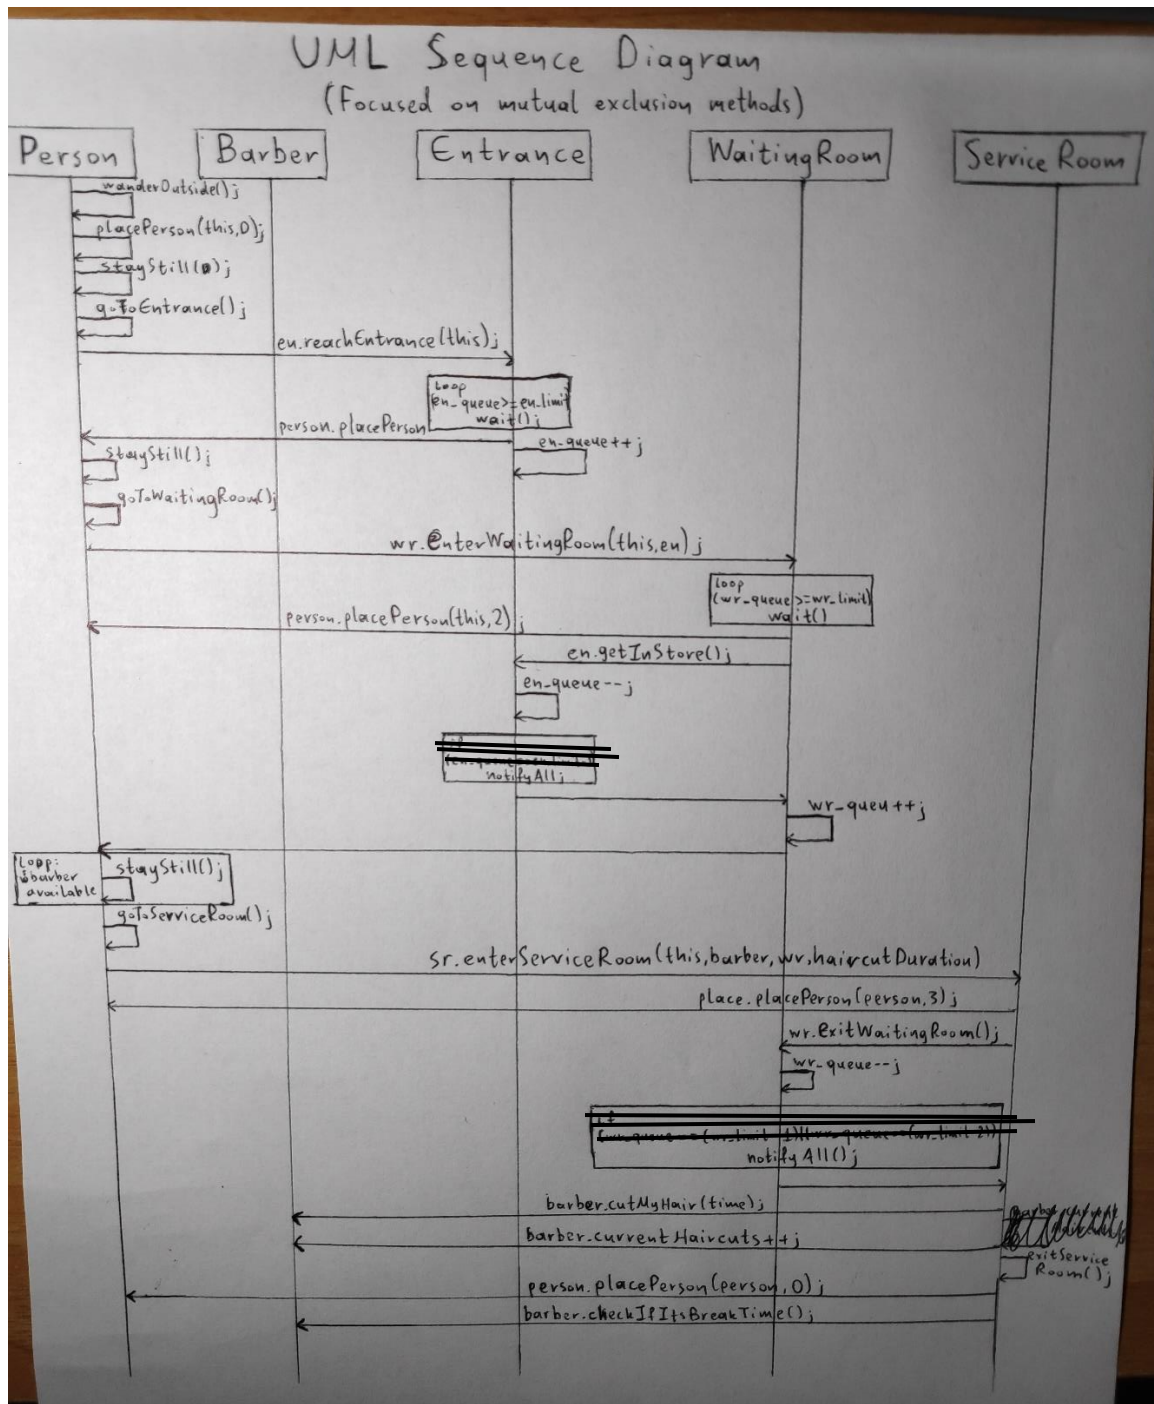 UML Sequence Diagram
(Focused on mutual exclusion methods)
Person
Barber
Entrance
WaitingRoom
Service Room
wanderOutside();
placePerson(this,0);
stayStill();
goToEntrance();
en.reachEntrance(this);
Loop
(en_queue>=en_limit
wait();
person.placePerson
en_queue++;
stayStill();
goToWaitingRoom();
wr.enterWaitingRoom(this,en);
Loop
(wr_queue>=wr_limit)
wait()
person.placePerson(this,2);
en.getInStore();
en_queue--;
notifyAll;
wr_queu++;
Loop:
barber
available
stayStill();
goToServiceRoom();
sr.enterServiceRoom(this,barber,wr,haircutDuration)
place.placePerson(person,3);
wr.exitWaitingRoom();
wr_queue--;
notifyAll();
barber.cutMyHair(time);
barber.currentHaircuts++;
exitService
Room();
person.placePerson(person,0);
barber.checkIfItsBreakTime();